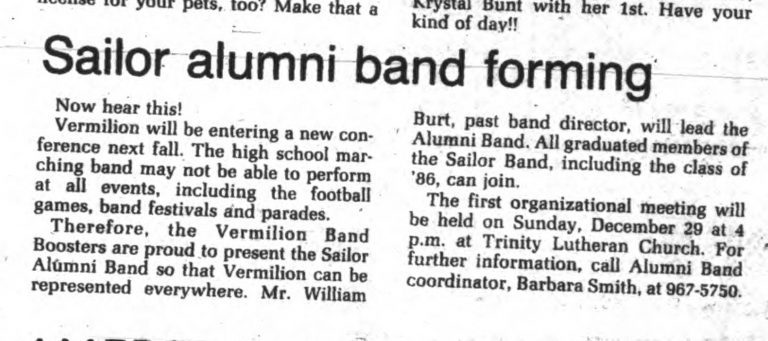 for your pets, too? Make that a
Krystal Bunt with her 1st. Have your
kind of day!!
Sailor alumni band forming
Now hear this!
Vermilion will be entering a new con-
ference next fall. The high school mar-
ching band may not be able to perform
at all events, including the football
games, band festivals and parades.
Therefore, the Vermilion Band
Boosters are proud to present the Sailor
Alumni Band so that Vermilion can be
represented everywhere. Mr. William
Burt, past band director, will lead the
Alumni Band. All graduated members of
the Sailor Band, including the class of
'86, can join.
The first organizational meeting will
be held on Sunday, December 29 at 4
p.m. at Trinity Lutheran Church. For
further information, call Alumni Band
coordinator, Barbara Smith, at 967-5750.